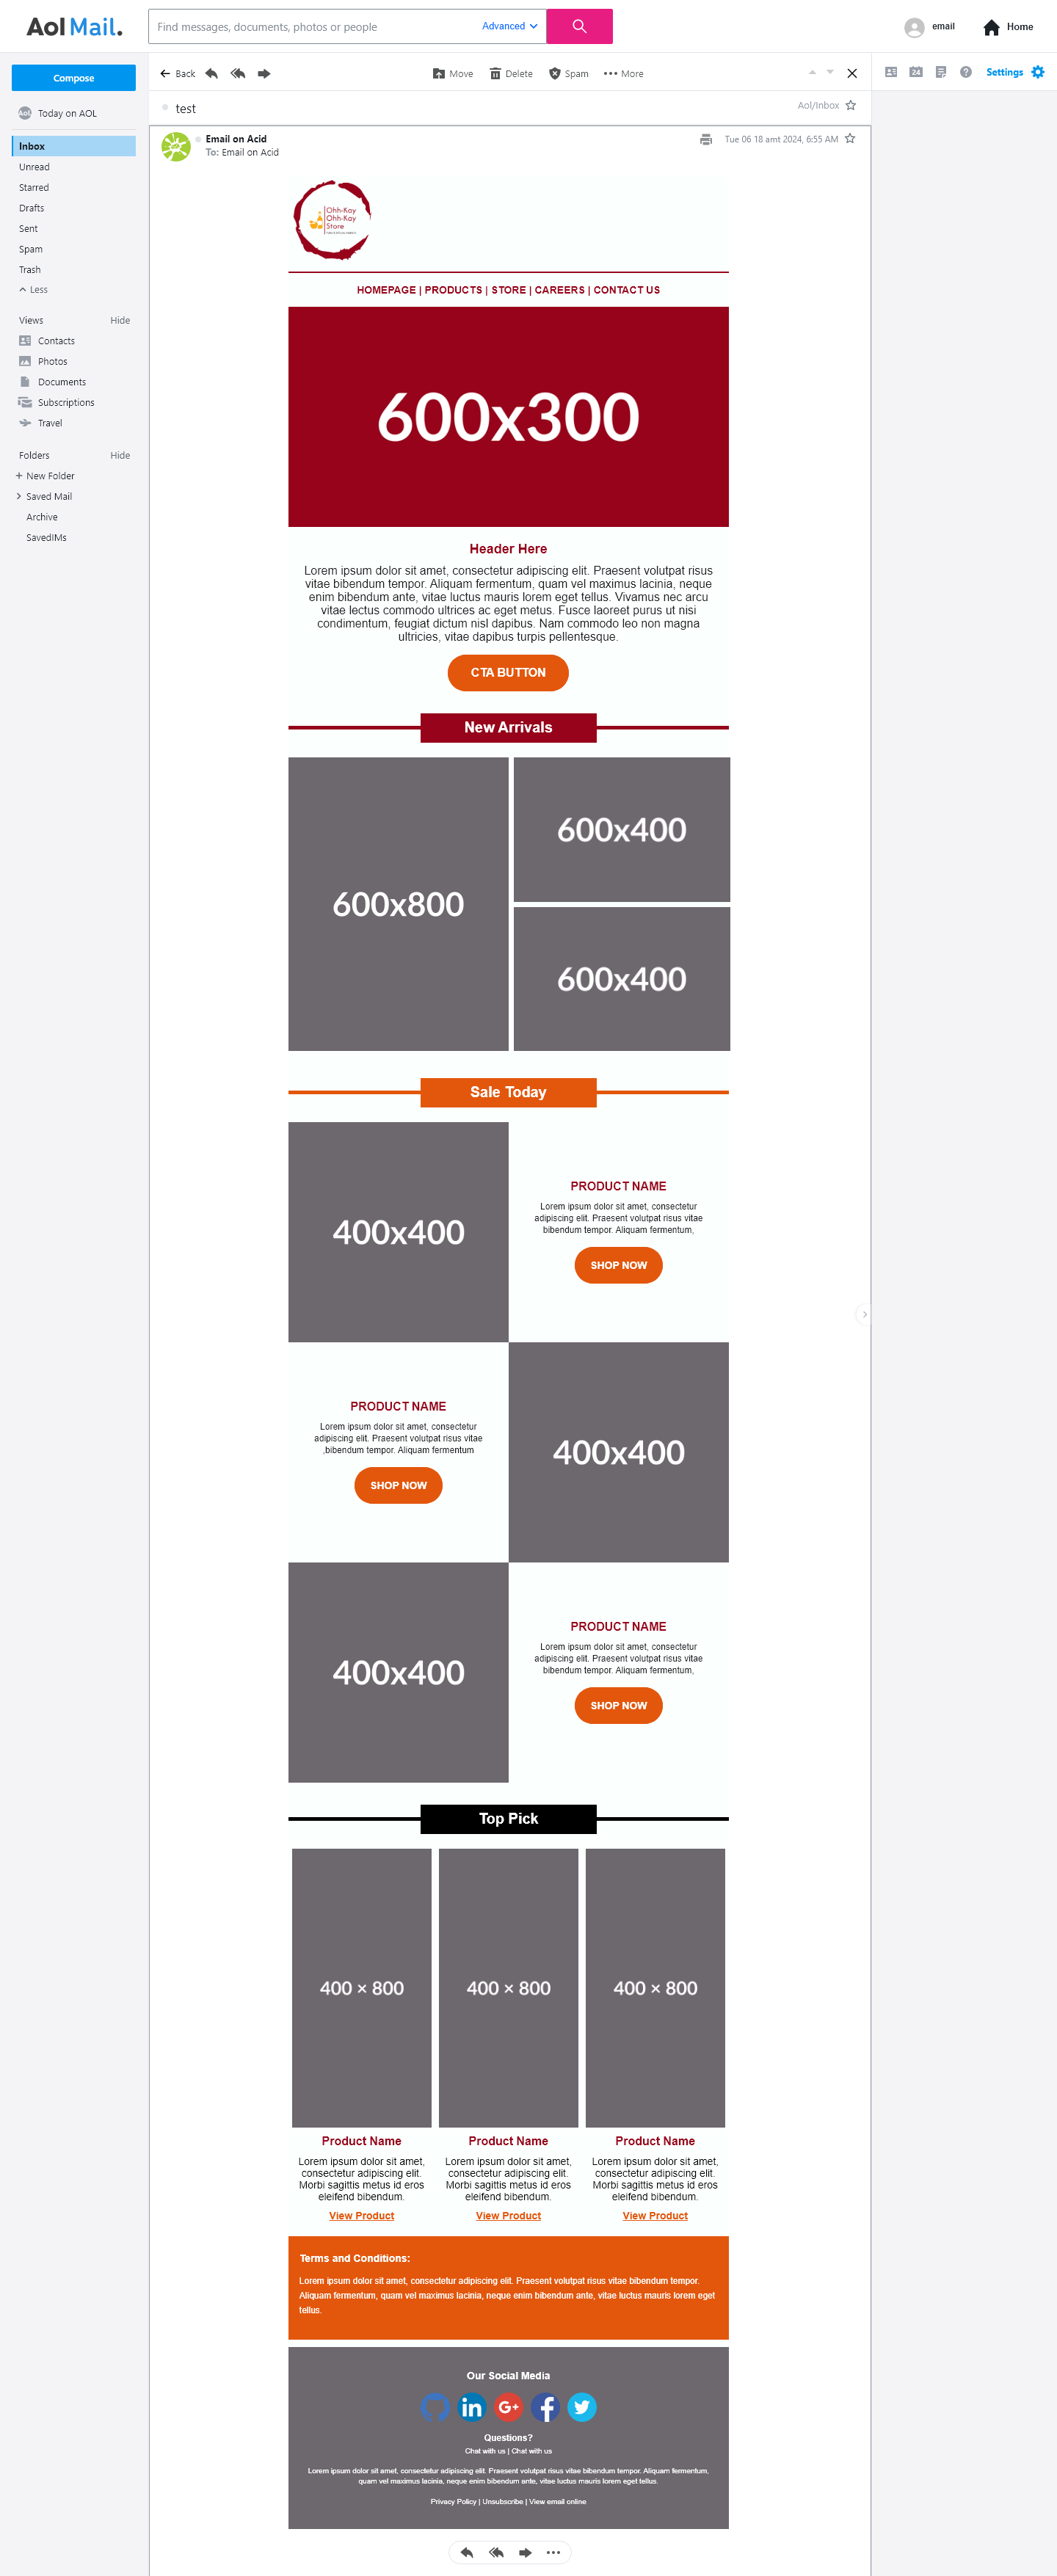 Aol Mail.
Find messages, documents, photos or people
Advanced
email
Home
Compose
Back
Move
Delete
Spam
More
24
Settings
Today on AOL
test
Aol/Inbox
Email on Acid
To: Email on Acid
Tue 06 18 amt 2024, 6:55 AM
Inbox
Unread
Starred
Drafts
Sent
Spam
Trash
Less
Views
Hide
Contacts
Photos
Documents
Subscriptions
Travel
Folders
Hide
New Folder
Saved Mail
Archive
SavedIMs
Ohh-Kay
Ohh-Kay
Store
HOMEPAGE | PRODUCTS | STORE | CAREERS | CONTACT US
600x300
Header Here
Lorem ipsum dolor sit amet, consectetur adipiscing elit. Praesent volutpat risus
vitae bibendum tempor. Aliquam fermentum, quam vel maximus lacinia, neque
enim bibendum ante, vitae luctus mauris lorem eget tellus. Vivamus nec arcu
vitae lectus commodo ultrices ac eget metus. Fusce laoreet purus ut nisi
condimentum, feugiat dictum nisl dapibus. Nam commodo leo non magna
ultricies, vitae dapibus turpis pellentesque.
CTA BUTTON
New Arrivals
600x800
600x400
600x400
Sale Today
400x400
PRODUCT NAME
Lorem ipsum dolor sit amet, consectetur
adipiscing elit. Praesent volutpat risus vitae
bibendum tempor. Aliquam fermentum,
SHOP NOW
PRODUCT NAME
Lorem ipsum dolor sit amet, consectetur
adipiscing elit. Praesent volutpat risus vitae
,bibendum tempor. Aliquam fermentum
SHOP NOW
400x400
400x400
PRODUCT NAME
Lorem ipsum dolor sit amet, consectetur
adipiscing elit. Praesent volutpat risus vitae
bibendum tempor. Aliquam fermentum,
SHOP NOW
Top Pick
400 × 800
400 × 800
400 × 800
Product Name
Lorem ipsum dolor sit amet,
consectetur adipiscing elit.
Morbi sagittis metus id eros
eleifend bibendum.
View Product
Product Name
Lorem ipsum dolor sit amet,
consectetur adipiscing elit.
Morbi sagittis metus id eros
eleifend bibendum.
View Product
Product Name
Lorem ipsum dolor sit amet,
consectetur adipiscing elit.
Morbi sagittis metus id eros
eleifend bibendum.
View Product
Terms and Conditions:
Lorem ipsum dolor sit amet, consectetur adipiscing elit. Praesent volutpat risus vitae bibendum tempor.
Aliquam fermentum, quam vel maximus lacinia, neque enim bibendum ante, vitae luctus mauris lorem eget
tellus.
Our Social Media
Questions?
Chat with us | Chat with us
Lorem ipsum dolor sit amet, consectetur adipiscing elit. Praesent volutpat risus vitae bibendum tempor. Aliquam fermentum,
quam vel maximus lacinia, neque enim bibendum ante, vitae luctus mauris lorem eget tellus.
Privacy Policy | Unsubscribe | View email online